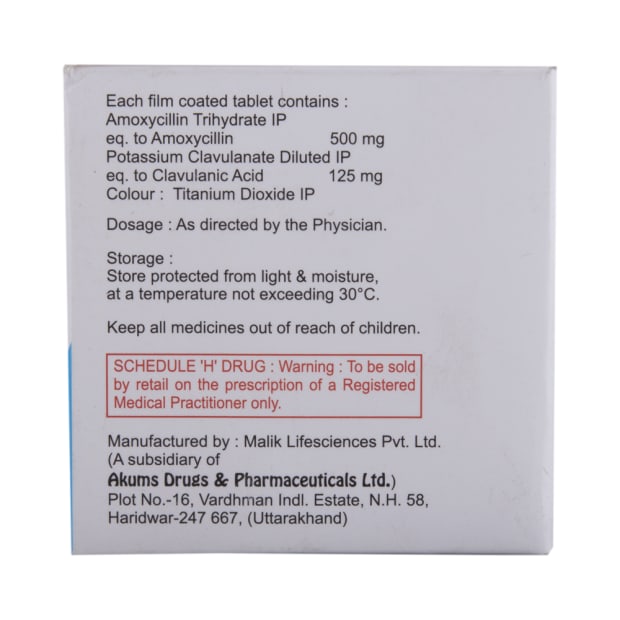 Each film coated tablet contains :
Amoxycillin Trihydrate IP
eq. to Amoxycillin 500 mg
Potassium Clavulanate Diluted IP
eq. to Clavulanic Acid 125 mg
Colour : Titanium Dioxide IP
Dosage : As directed by the Physician.
Storage :
Store protected from light & moisture,
at a temperature not exceeding 30°C.
Keep all medicines out of reach of children.
SCHEDULE 'H' DRUG : Warning : To be sold
by retail on the prescription of a Registered
Medical Practitioner only.
Manufactured by : Malik Lifesciences Pvt. Ltd.
(A subsidiary of
Akums Drugs & Pharmaceuticals Ltd.)
Plot No.-16, Vardhman Indl. Estate, N.H. 58,
Haridwar-247 667, (Uttarakhand)